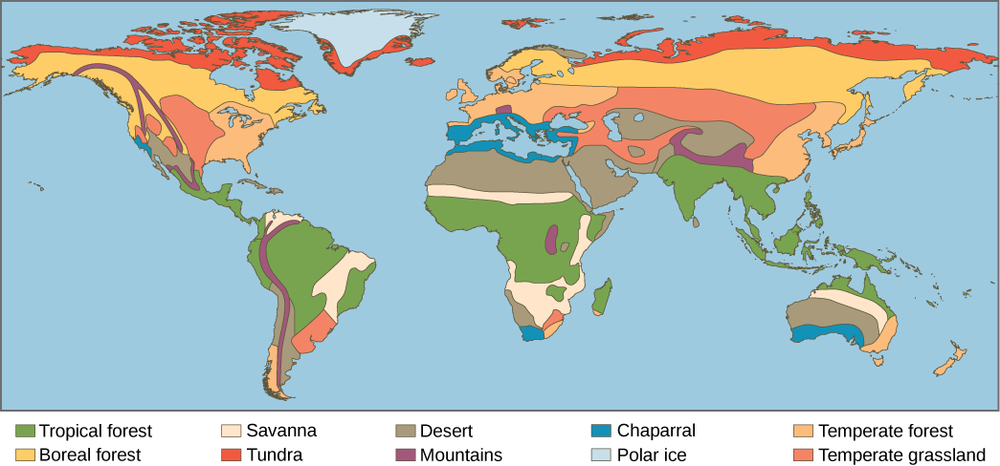 Tropical forest Savanna Desert Chaparral Temperate forest
Boreal forest Tundra Mountains Polar ice Temperate grassland